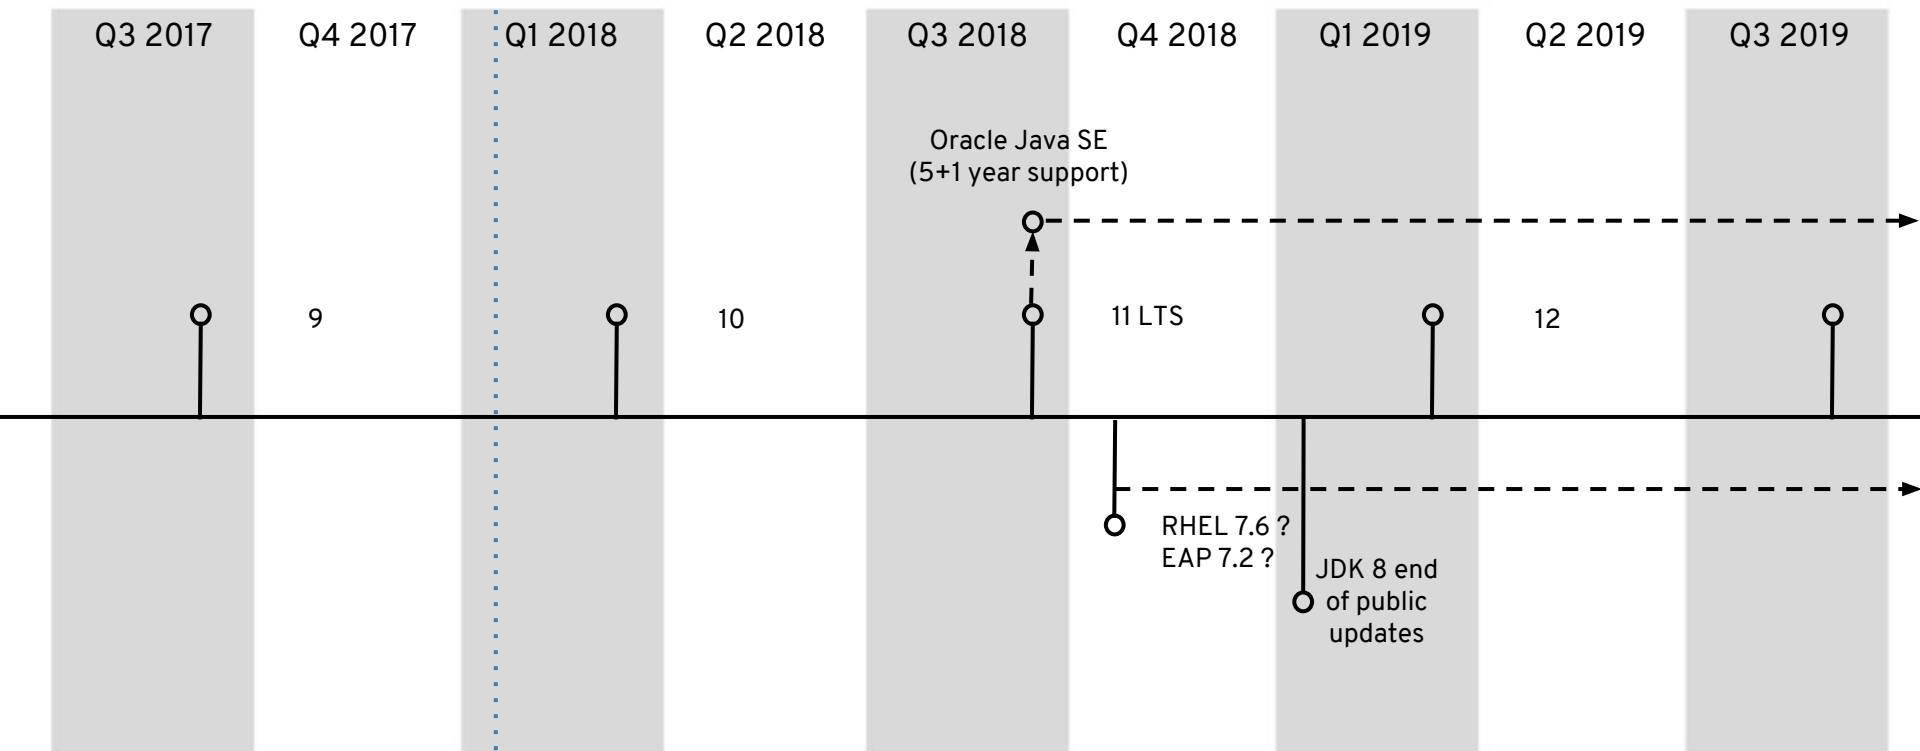 Q3 2017
Q4 2017
Q1 2018
Q2 2018
Q3 2018
Q4 2018
Q1 2019
Q2 2019
Q3 2019
Oracle Java SE
(5+1 year support)
9
10
11 LTS
12
RHEL 7.6 ?
EAP 7.2 ?
JDK 8 end
of public
updates